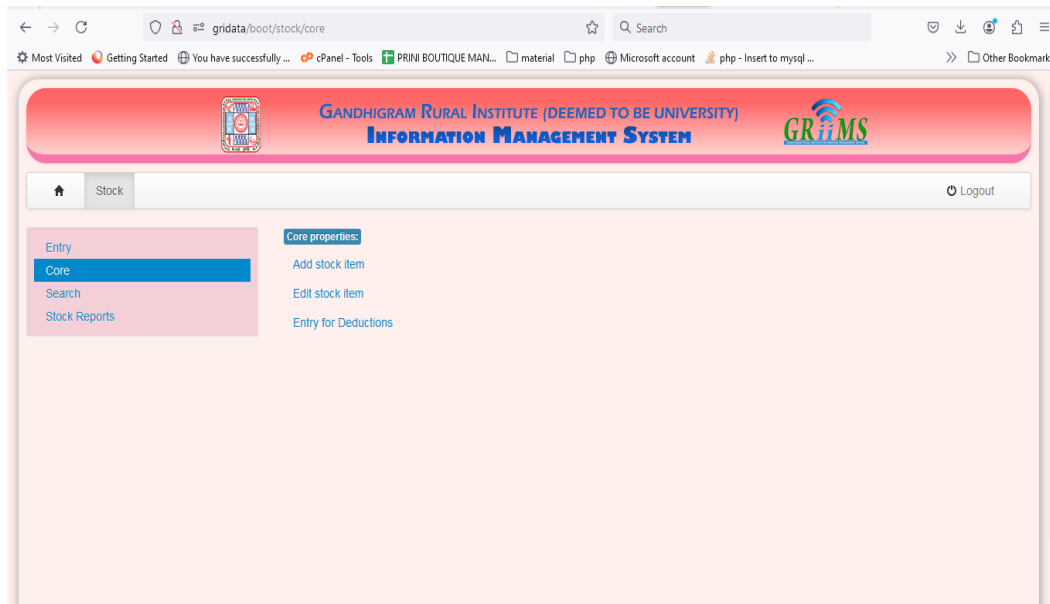 gridata/boot/stock/core
Search
Most Visited
Getting Started
You have successfully ...
cPanel - Tools
PRINI BOUTIQUE MAN...
material
php
Microsoft account
php - Insert to mysql ...
Other Bookmark
GANDHIGRAM RURAL INSTITUTE (DEEMED TO BE UNIVERSITY)
INFORMATION MANAGEMENT SYSTEM
GRiiMS
Stock
Logout
Entry
Core
Search
Stock Reports
Core properties:
Add stock item
Edit stock item
Entry for Deductions